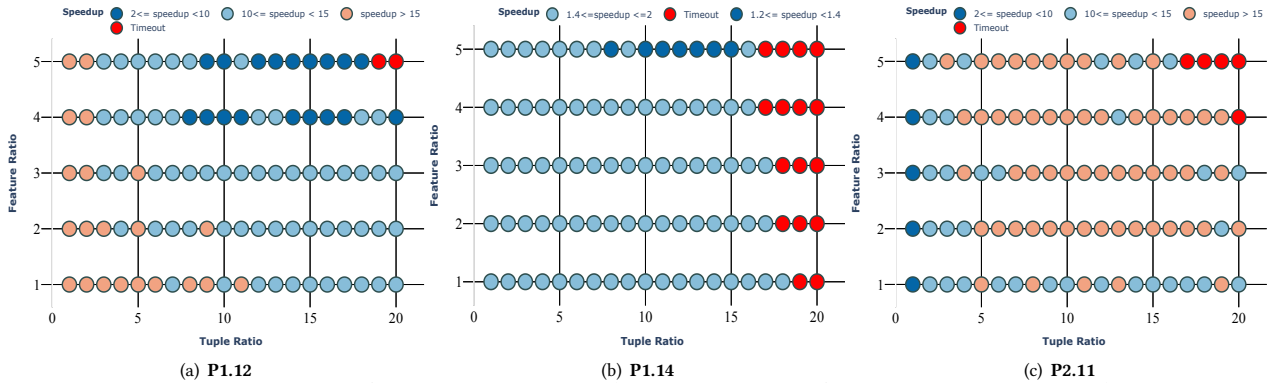 Speedup 2<= speedup <10 10<= speedup < 15 speedup > 15
Timeout
5
4
3
2
1
Feature Ratio
0 5 10 15 20
Tuple Ratio
(a) P1.12
Speedup 1.4<=speedup <=2 Timeout 1.2<=speedup <1.4
5
4
3
2
1
Feature Ratio
0 5 10 15 20
Tuple Ratio
(b) P1.14
Speedup 2<= speedup <10 10<= speedup < 15 speedup > 15
Timeout
5
4
3
2
1
Feature Ratio
0 5 10 15 20
Tuple Ratio
(c) P2.11